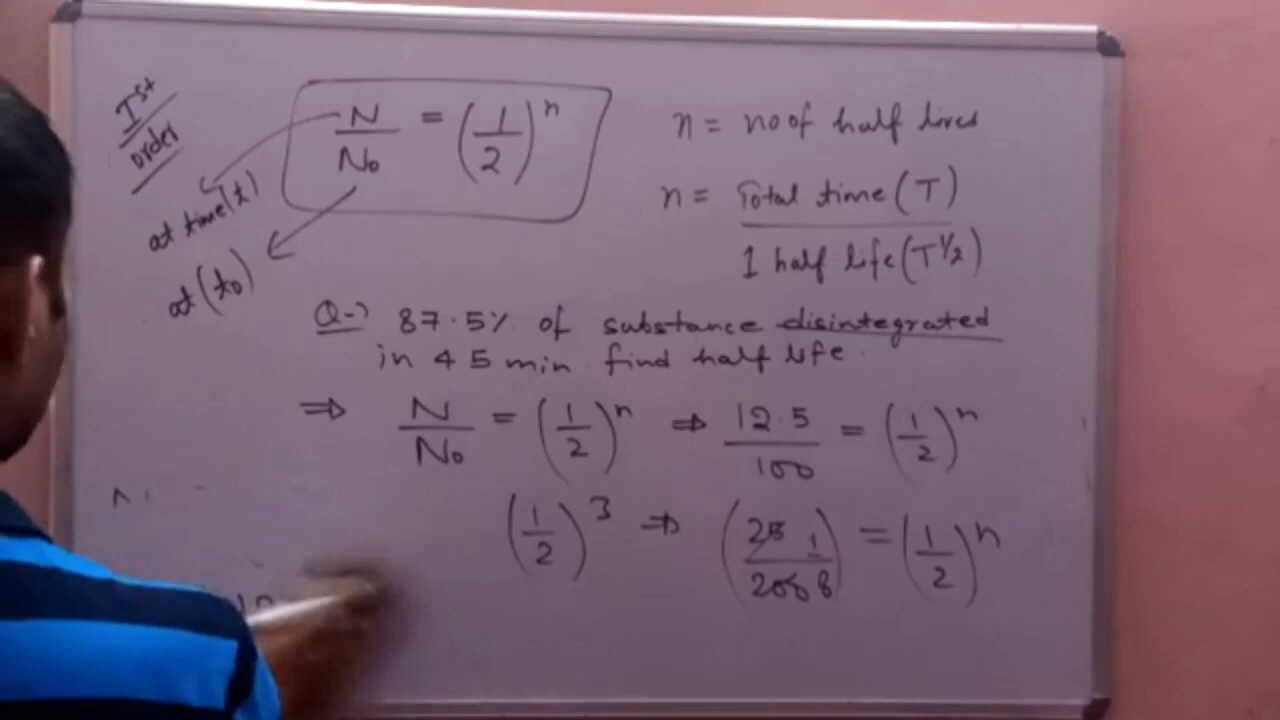 Ist order
N/No = (1/2)^n
at time(t)
at (to)
n = no of half lives
n = Total time (T) / 1 half life (T 1/2)
Q→ 87.5% of substance disintegrated
in 45 min find half life.
⇒ N/No = (1/2)^n ⇒ 12.5/100 = (1/2)^n
(1/2)^3 ⇒ (25 1/200 8) = (1/2)^n